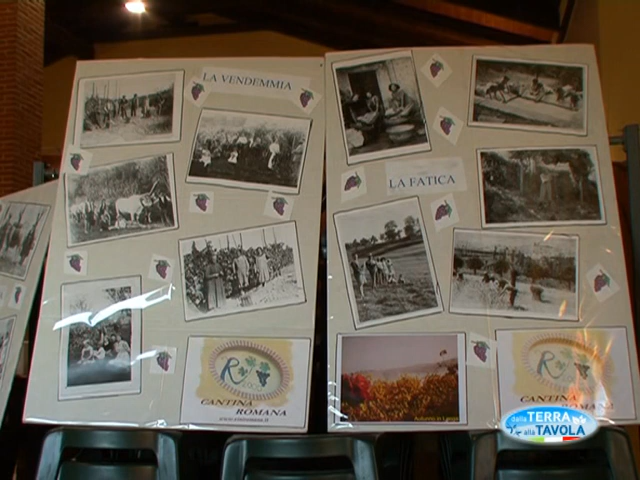 LA VENDEMMIA
LA FATICA
CANTINA
ROMANA
CANTINA
ROMANA
dalla TERRA
alla TAVOLA